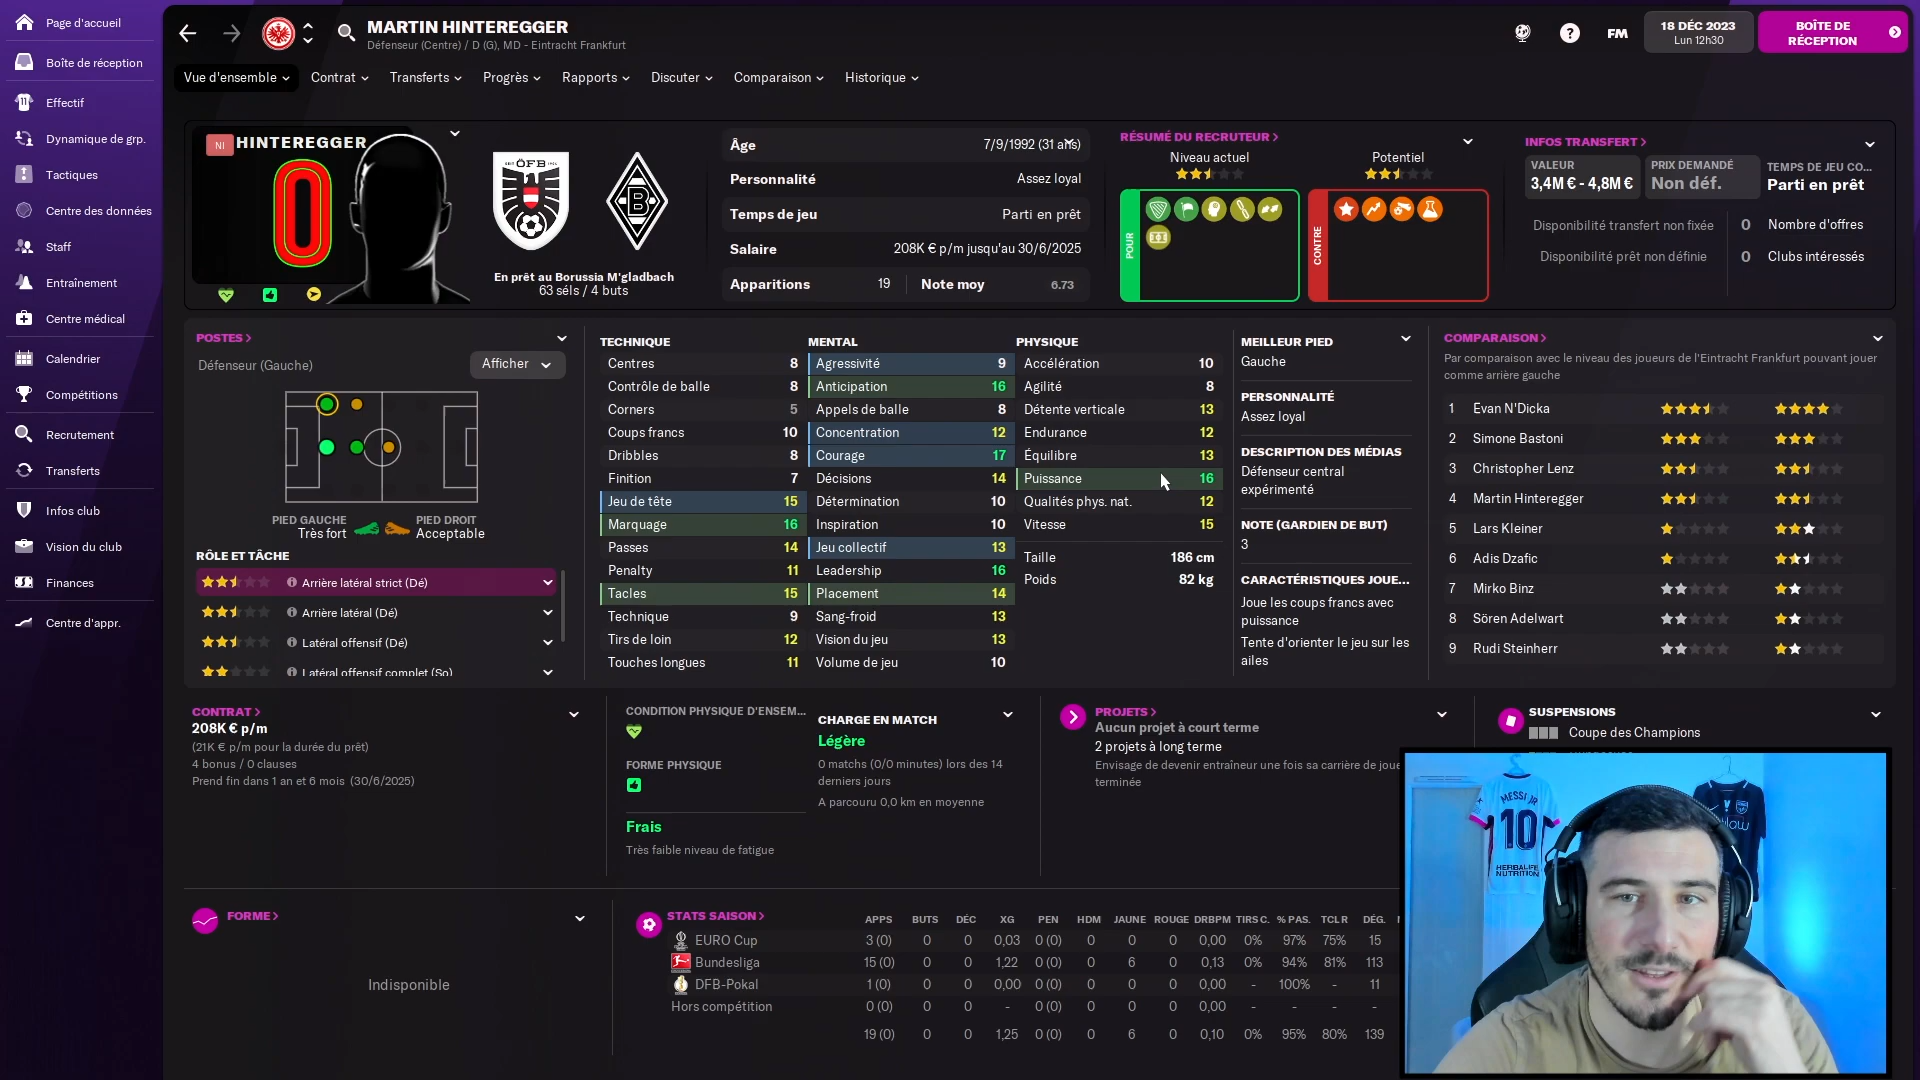 Page d'accueil
Boîte de réception
Effectif
Dynamique de grp.
Tactiques
Centre des données
Staff
Entraînement
Centre médical
Calendrier
Compétitions
Recrutement
Transferts
Infos club
Vision du club
Finances
Centre d'appr.
MARTIN HINTEREGGER
Défenseur (Centre) / D (G), MD - Eintracht Frankfurt
FM
18 DÉC 2023
Lun 12h30
BOÎTE DE
RÉCEPTION
Vue d'ensemble Contrat Transferts Progrès Rapports Discuter Comparaison Historique
NI HINTEREGGER
0
ÖFB
En prêt au Borussia M'gladbach
63 séls / 4 buts
Âge 7/9/1992 (31 ans)
Personnalité Assez loyal
Temps de jeu Parti en prêt
Salaire 208K € p/m jusqu'au 30/6/2025
Apparitions 19 Note moy 6.73
RÉSUMÉ DU RECRUTEUR
Niveau actuel Potentiel
POUR
CONTRE
INFOS TRANSFERT
VALEUR
3,4M € - 4,8M €
PRIX DEMANDÉ
Non déf.
TEMPS DE JEU CO...
Parti en prêt
Disponibilité transfert non fixée 0 Nombre d'offres
Disponibilité prêt non définie 0 Clubs intéressés
POSTES
Défenseur (Gauche)
Afficher
PIED GAUCHE
Très fort
PIED DROIT
Acceptable
RÔLE ET TÂCHE
Arrière latéral strict (Dé)
Arrière latéral (Dé)
Latéral offensif (Dé)
Latéral offensif complet (So)
TECHNIQUE
Centres 8
Contrôle de balle 8
Corners 5
Coups francs 10
Dribbles 8
Finition 7
Jeu de tête 15
Marquage 16
Passes 14
Penalty 11
Tacles 15
Technique 9
Tirs de loin 12
Touches longues 11
MENTAL
Agressivité 9
Anticipation 16
Appels de balle 8
Concentration 12
Courage 17
Décisions 14
Détermination 10
Inspiration 10
Jeu collectif 13
Leadership 16
Placement 14
Sang-froid 13
Vision du jeu 13
Volume de jeu 10
PHYSIQUE
Accélération 10
Agilité 8
Détente verticale 13
Endurance 12
Équilibre 13
Puissance 16
Qualités phys. nat. 12
Vitesse 15
Taille 186 cm
Poids 82 kg
MEILLEUR PIED
Gauche
PERSONNALITÉ
Assez loyal
DESCRIPTION DES MÉDIAS
Défenseur central
expérimenté
NOTE (GARDIEN DE BUT)
3
CARACTÉRISTIQUES JOUE...
Joue les coups francs avec
puissance
Tente d'orienter le jeu sur les
ailes
COMPARAISON
Par comparaison avec le niveau des joueurs de l'Eintracht Frankfurt pouvant jouer
comme arrière gauche
1 Evan N'Dicka
2 Simone Bastoni
3 Christopher Lenz
4 Martin Hinteregger
5 Lars Kleiner
6 Adis Dzafic
7 Mirko Binz
8 Sören Adelwart
9 Rudi Steinherr
CONTRAT
208K € p/m
(21K € p/m pour la durée du prêt)
4 bonus / 0 clauses
Prend fin dans 1 an et 6 mois (30/6/2025)
CONDITION PHYSIQUE D'ENSEM...
FORME PHYSIQUE
Frais
Très faible niveau de fatigue
CHARGE EN MATCH
Légère
0 matchs (0/0 minutes) lors des 14
derniers jours
A parcouru 0,0 km en moyenne
PROJETS
Aucun projet à court terme
2 projets à long terme
Envisage de devenir entraîneur une fois sa carrière de joue
terminée
SUSPENSIONS
Coupe des Champions
FORME
Indisponible
STATS SAISON APPS BUTS DÉC XG PEN HDM JAUNE ROUGE DRBPM TIRS C. % PAS. TCL R DÉG.
EURO Cup 3 (0) 0 0 0,03 0 (0) 0 0 0 0,00 0% 97% 75% 15
Bundesliga 15 (0) 0 0 1,22 0 (0) 0 6 0 0,13 0% 94% 81% 113
DFB-Pokal 1 (0) 0 0 0,00 0 (0) 0 0 0 0,00 - 100% - 11
Hors compétition 0 (0) 0 0 - 0 (0) 0 0 0 0,00 - - - -
19 (0) 0 0 1,25 0 (0) 0 6 0 0,10 0% 95% 80% 139
MESSI JR
10
HERBALIFE
NUTRITION